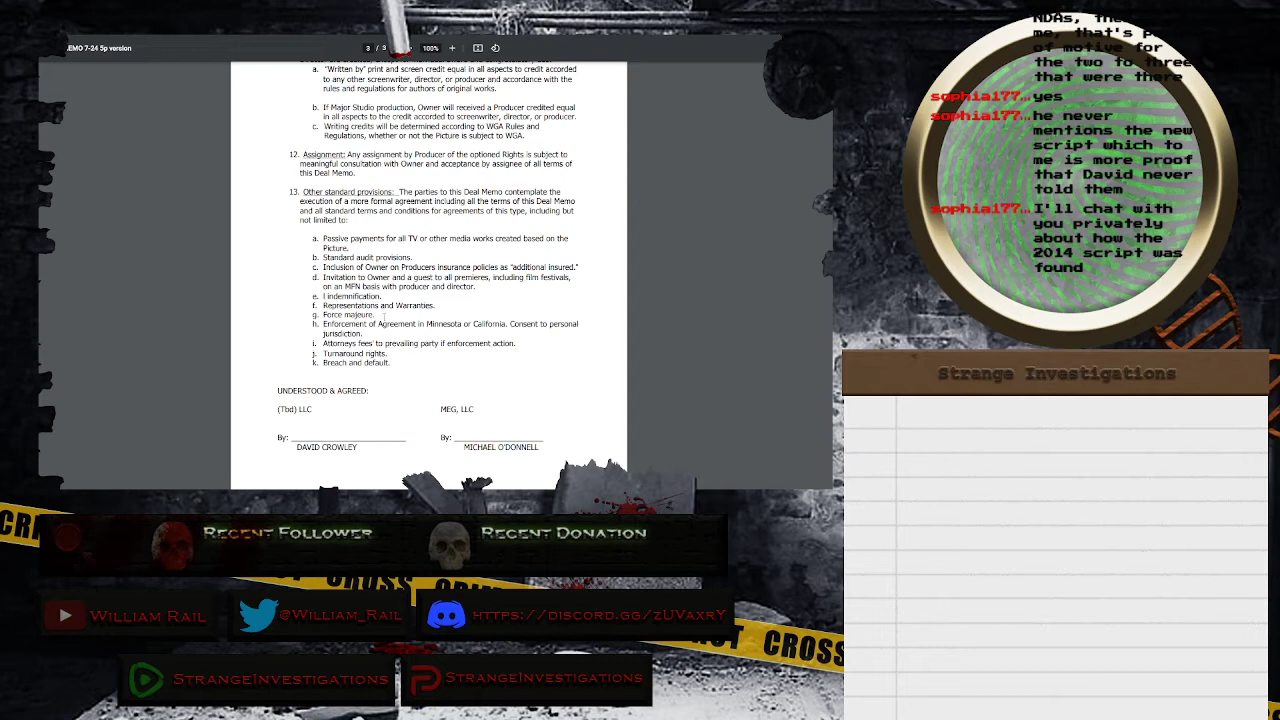 EMO 7-24 5p version
3 / 3
100%
a. "Written by" print and screen credit equal in all aspects to credit accorded
to any other screenwriter, director, or producer and accordance with the
rules and regulations for authors of original works.
b. If Major Studio production, Owner will received a Producer credited equal
in all aspects to the credit accorded to screenwriter, director, or producer.
c. Writing credits will be determined according to WGA Rules and
Regulations, whether or not the Picture is subject to WGA.
12. Assignment: Any assignment by Producer of the optioned Rights is subject to
meaningful consultation with Owner and acceptance by assignee of all terms of
this Deal Memo.
13. Other standard provisions: The parties to this Deal Memo contemplate the
execution of a more formal agreement including all the terms of this Deal Memo
and all standard terms and conditions for agreements of this type, including but
not limited to:
a. Passive payments for all TV or other media works created based on the
Picture.
b. Standard audit provisions.
c. Inclusion of Owner on Producers insurance policies as "additional insured."
d. Invitation to Owner and a guest to all premieres, including film festivals,
on an MFN basis with producer and director.
e. I indemnification.
f. Representations and Warranties.
g. Force majeure.
h. Enforcement of Agreement in Minnesota or California. Consent to personal
jurisdiction.
i. Attorneys fees' to prevailing party if enforcement action.
j. Turnaround rights.
k. Breach and default.
UNDERSTOOD & AGREED:
(Tbd) LLC MEG, LLC
By: By:
DAVID CROWLEY MICHAEL O'DONNELL
NDAs,
me, that's
of motive for
the two to three
that were there
sophia177… yes
sophia177… he never
mentions the new
script which to
me is more proof
that David never
told them
sophia177… I'll chat with
you privately
about how the
2014 script was
found
Strange Investigations
Recent Follower
Recent Donation
William Rail
@William_Rail
https://discord.gg/zUVaxrY
StrangeInvestigations
StrangeInvestigations
CROSS